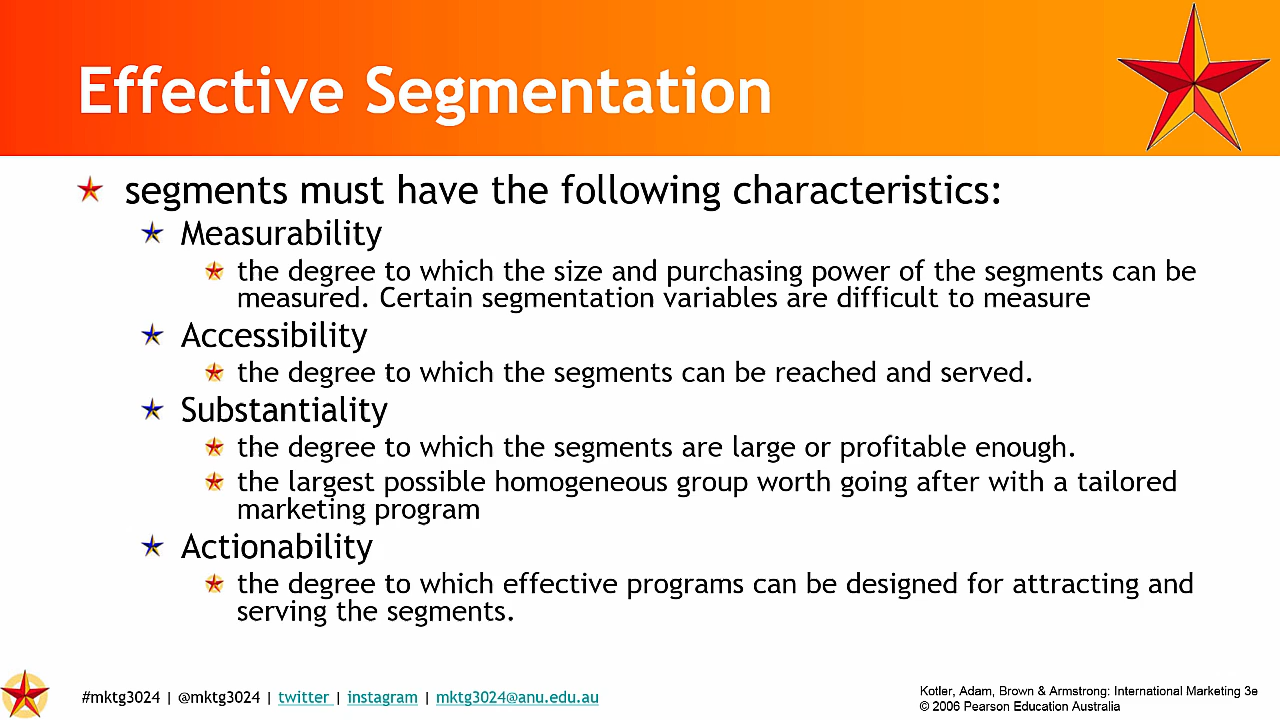 Effective Segmentation
segments must have the following characteristics:
Measurability
the degree to which the size and purchasing power of the segments can be
measured. Certain segmentation variables are difficult to measure
Accessibility
the degree to which the segments can be reached and served.
Substantiality
the degree to which the segments are large or profitable enough.
the largest possible homogeneous group worth going after with a tailored
marketing program
Actionability
the degree to which effective programs can be designed for attracting and
serving the segments.
#mktg3024 | @mktg3024 | twitter | instagram | mktg3024@anu.edu.au
Kotler, Adam, Brown & Armstrong: International Marketing 3e
© 2006 Pearson Education Australia